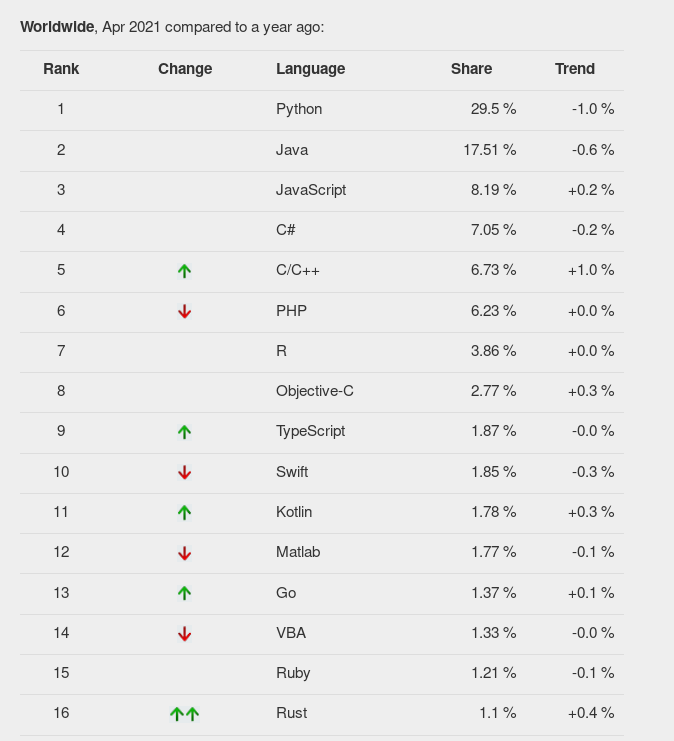 Worldwide, Apr 2021 compared to a year ago:
Rank Change Language Share Trend
1 Python 29.5 % -1.0 %
2 Java 17.51 % -0.6 %
3 JavaScript 8.19 % +0.2 %
4 C# 7.05 % -0.2 %
5 ↑ C/C++ 6.73 % +1.0 %
6 ↓ PHP 6.23 % +0.0 %
7 R 3.86 % +0.0 %
8 Objective-C 2.77 % +0.3 %
9 ↑ TypeScript 1.87 % -0.0 %
10 ↓ Swift 1.85 % -0.3 %
11 ↑ Kotlin 1.78 % +0.3 %
12 ↓ Matlab 1.77 % -0.1 %
13 ↑ Go 1.37 % +0.1 %
14 ↓ VBA 1.33 % -0.0 %
15 Ruby 1.21 % -0.1 %
16 ↑↑ Rust 1.1 % +0.4 %